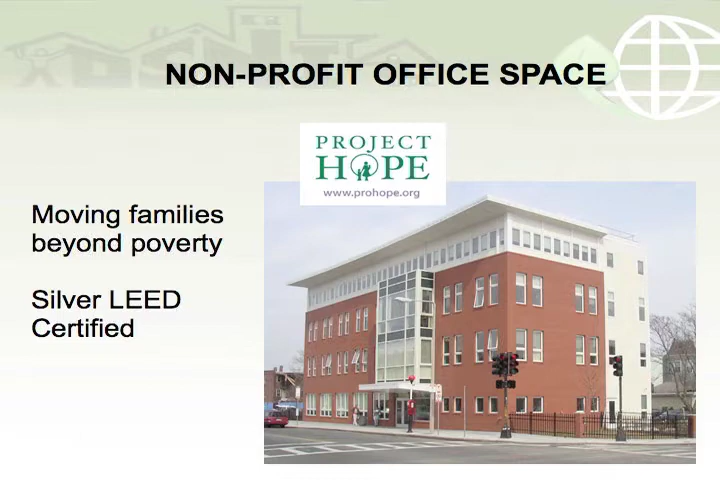 NON-PROFIT OFFICE SPACE
PROJECT
HOPE
www.prohope.org
Moving families
beyond poverty
Silver LEED
Certified